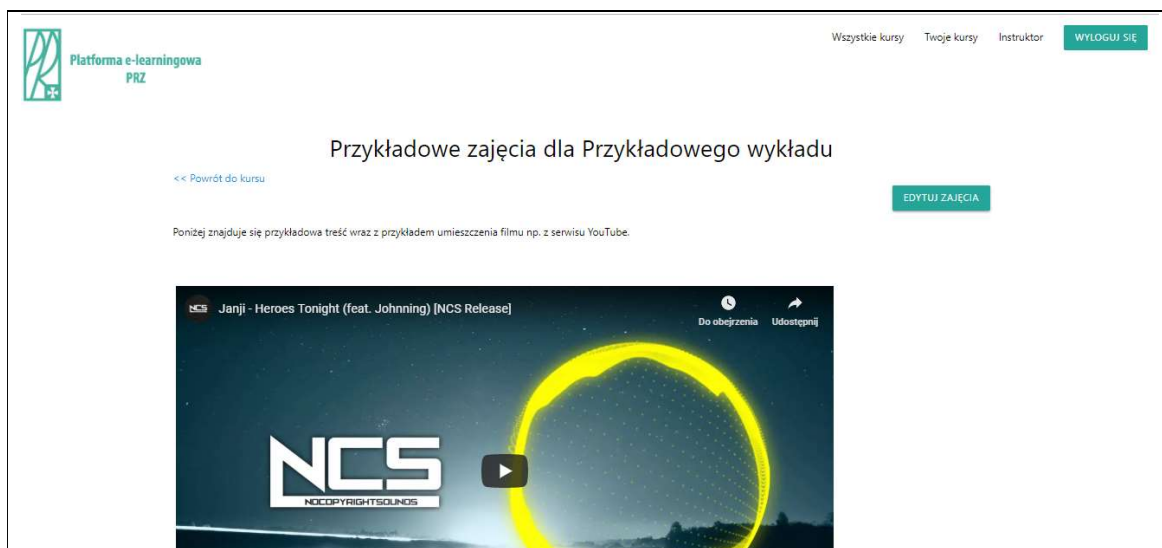 Platforma e-learningowa
PRZ
Wszystkie kursy Twoje kursy Instruktor WYLOGUJ SIĘ
Przykładowe zajęcia dla Przykładowego wykładu
<< Powrót do kursu
EDYTUJ ZAJĘCIA
Poniżej znajduje się przykładowa treść wraz z przykładem umieszczenia filmu np. z serwisu YouTube.
NCS Janji - Heroes Tonight (feat. Johnning) [NCS Release]
Do obejrzenia Udostępnij
NCS
NOCOPYRIGHTSOUNDS